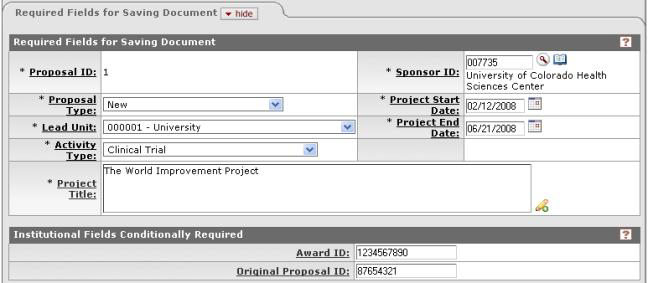 Required Fields for Saving Document ▼ hide
Required Fields for Saving Document ?
* Proposal ID: 1
* Sponsor ID: 007735
University of Colorado Health
Sciences Center
* Proposal
Type: New
* Project Start
Date: 02/12/2008
* Lead Unit: 000001 - University
* Project End
Date: 06/21/2008
* Activity
Type: Clinical Trial
* Project
Title: The World Improvement Project
Institutional Fields Conditionally Required ?
Award ID: 1234567890
Original Proposal ID: 87654321